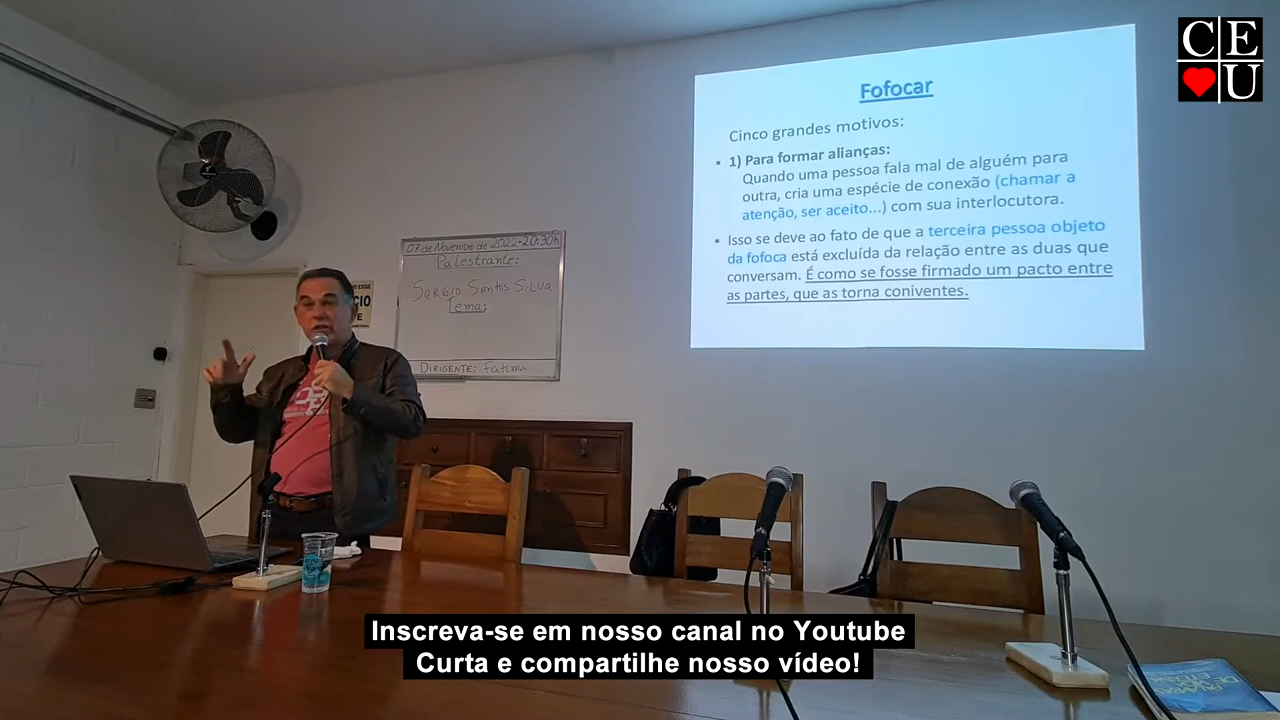 C E
U
Fofocar
Cinco grandes motivos:
▪ 1) Para formar alianças:
Quando uma pessoa fala mal de alguém para
outra, cria uma espécie de conexão (chamar a
atenção, ser aceito...) com sua interlocutora.
▪ Isso se deve ao fato de que a terceira pessoa objeto
da fofoca está excluída da relação entre as duas que
conversam. É como se fosse firmado um pacto entre
as partes, que as torna coniventes.
07 de Novembro de 2022-20:30h
Palestrante:
Sergio Santos Silva
Tema:
DIRIGENTE: Fatima
CIO
E
Inscreva-se em nosso canal no Youtube
Curta e compartilhe nosso vídeo!